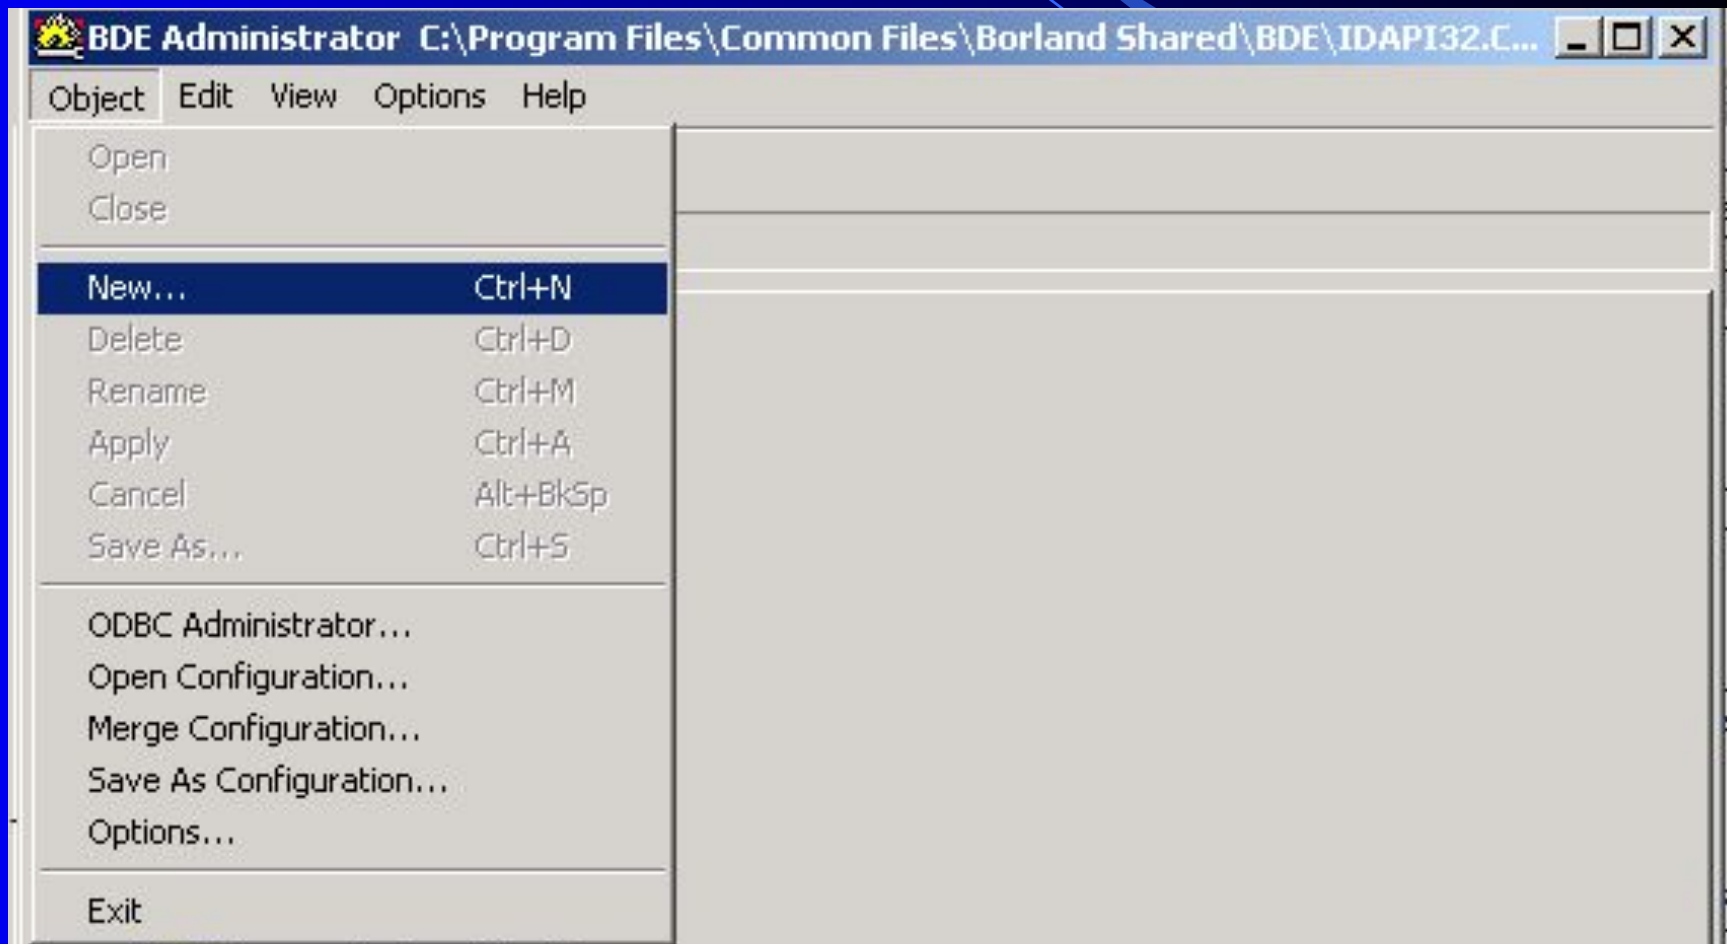 BDE Administrator C:\Program Files\Common Files\Borland Shared\BDE\IDAPI32.C...
Object Edit View Options Help
Open
Close
New... Ctrl+N
Delete Ctrl+D
Rename Ctrl+M
Apply Ctrl+A
Cancel Alt+BkSp
Save As... Ctrl+S
ODBC Administrator...
Open Configuration...
Merge Configuration...
Save As Configuration...
Options...
Exit